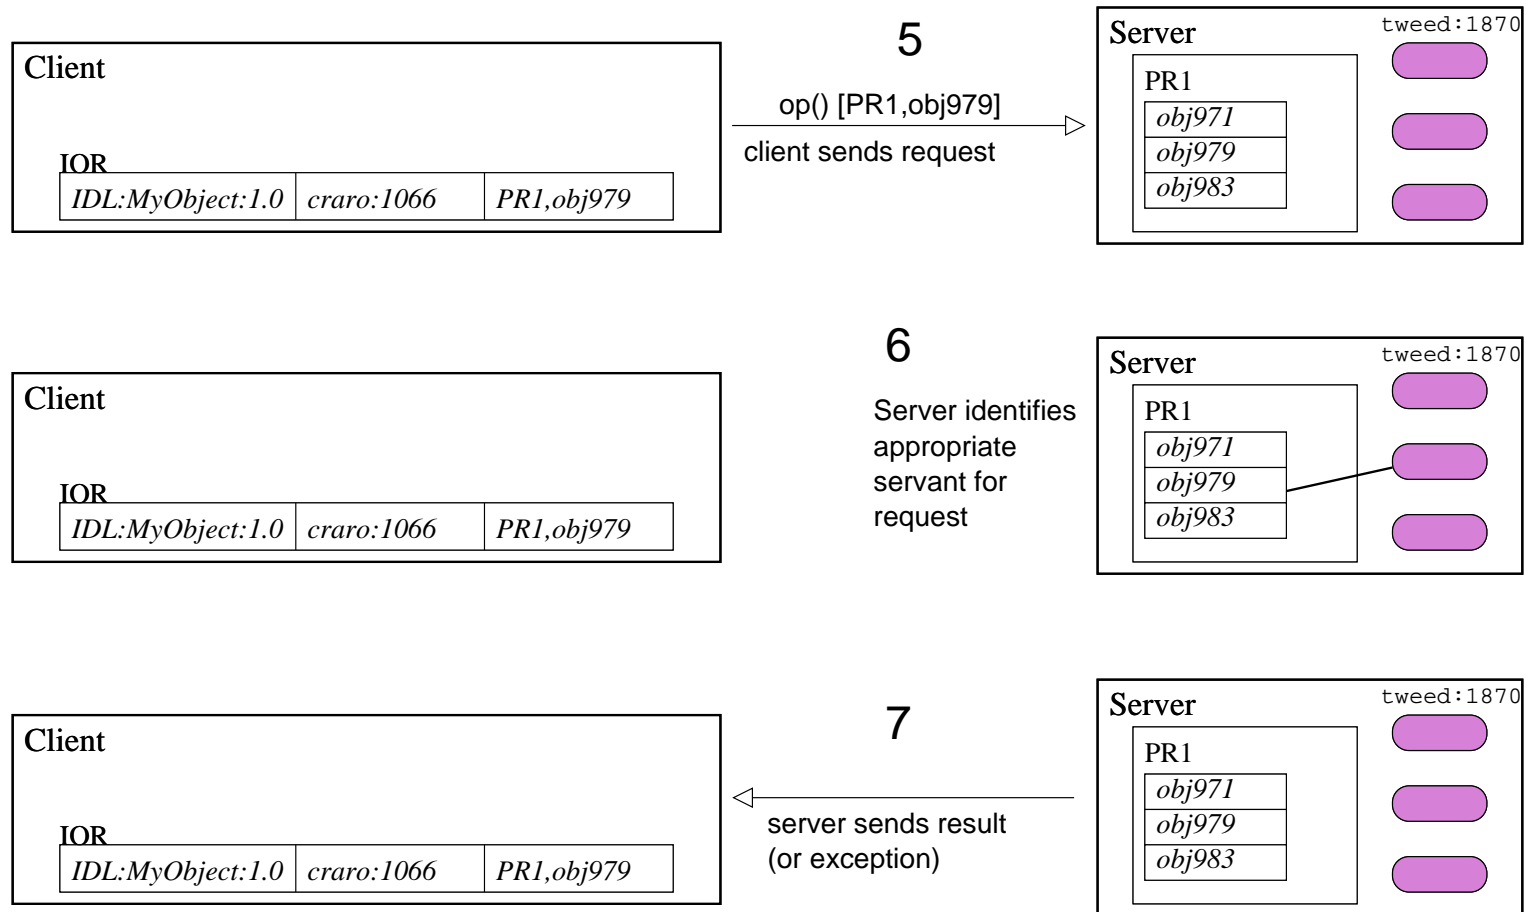 5
Client
IOR
IDL:MyObject:1.0 craro:1066 PR1,obj979
op() [PR1,obj979]
client sends request
Server
tweed:1870
PR1
obj971
obj979
obj983
6
Client
IOR
IDL:MyObject:1.0 craro:1066 PR1,obj979
Server identifies
appropriate
servant for
request
Server
tweed:1870
PR1
obj971
obj979
obj983
7
Client
IOR
IDL:MyObject:1.0 craro:1066 PR1,obj979
server sends result
(or exception)
Server
tweed:1870
PR1
obj971
obj979
obj983